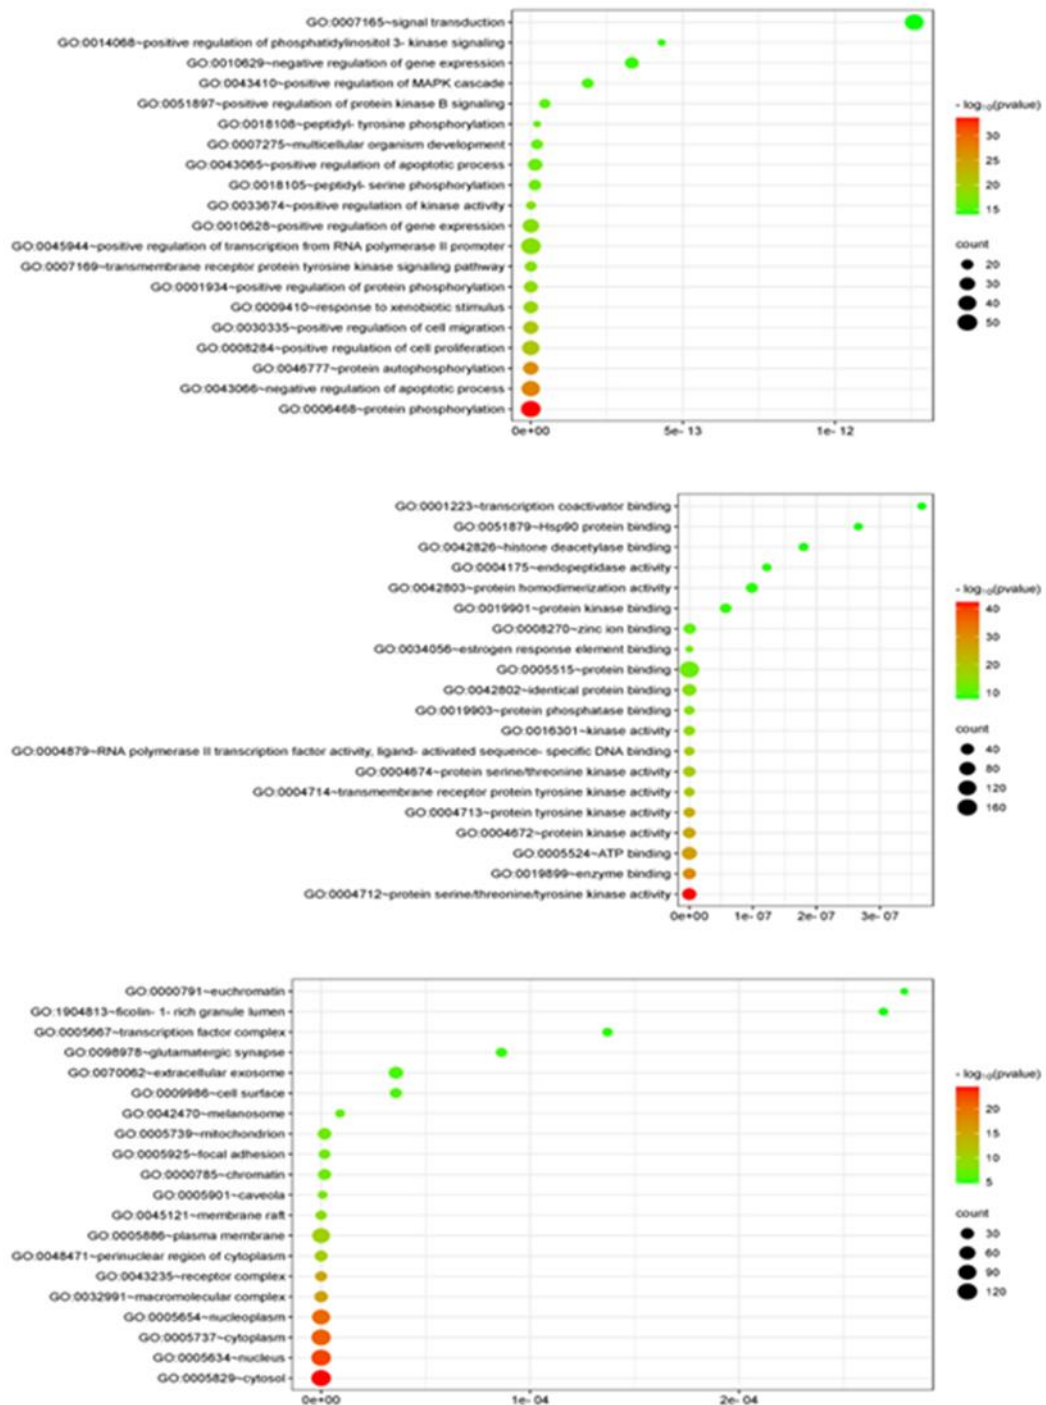 GO:0007165~signal transduction
GO:0014068~positive regulation of phosphatidylinositol 3- kinase signaling
GO:0010629~negative regulation of gene expression
GO:0043410~positive regulation of MAPK cascade
GO:0051897~positive regulation of protein kinase B signaling
GO:0018108~peptidyl- tyrosine phosphorylation
GO:0007275~multicellular organism development
GO:0043065~positive regulation of apoptotic process
GO:0018105~peptidyl- serine phosphorylation
GO:0033674~positive regulation of kinase activity
GO:0010628~positive regulation of gene expression
GO:0045944~positive regulation of transcription from RNA polymerase II promoter
GO:0007169~transmembrane receptor protein tyrosine kinase signaling pathway
GO:0001934~positive regulation of protein phosphorylation
GO:0009410~response to xenobiotic stimulus
GO:0030335~positive regulation of cell migration
GO:0008284~positive regulation of cell proliferation
GO:0046777~protein autophosphorylation
GO:0043066~negative regulation of apoptotic process
GO:0006468~protein phosphorylation
0e+00 5e- 13 1e- 12
- log₁₀(pvalue)
30
25
20
15
count
20
30
40
50
GO:0001223~transcription coactivator binding
GO:0051879~Hsp90 protein binding
GO:0042826~histone deacetylase binding
GO:0004175~endopeptidase activity
GO:0042803~protein homodimerization activity
GO:0019901~protein kinase binding
GO:0008270~zinc ion binding
GO:0034056~estrogen response element binding
GO:0005515~protein binding
GO:0042802~identical protein binding
GO:0019903~protein phosphatase binding
GO:0016301~kinase activity
GO:0004879~RNA polymerase II transcription factor activity, ligand- activated sequence- specific DNA binding
GO:0004674~protein serine/threonine kinase activity
GO:0004714~transmembrane receptor protein tyrosine kinase activity
GO:0004713~protein tyrosine kinase activity
GO:0004672~protein kinase activity
GO:0005524~ATP binding
GO:0019899~enzyme binding
GO:0004712~protein serine/threonine/tyrosine kinase activity
0e+00 1e- 07 2e- 07 3e- 07
- log₁₀(pvalue)
40
30
20
10
count
40
80
120
160
GO:0000791~euchromatin
GO:1904813~ficolin- 1- rich granule lumen
GO:0005667~transcription factor complex
GO:0098978~glutamatergic synapse
GO:0070062~extracellular exosome
GO:0009986~cell surface
GO:0042470~melanosome
GO:0005739~mitochondrion
GO:0005925~focal adhesion
GO:0000785~chromatin
GO:0005901~caveola
GO:0045121~membrane raft
GO:0005886~plasma membrane
GO:0048471~perinuclear region of cytoplasm
GO:0043235~receptor complex
GO:0032991~macromolecular complex
GO:0005654~nucleoplasm
GO:0005737~cytoplasm
GO:0005634~nucleus
GO:0005829~cytosol
0e+00 1e- 04 2e- 04
- log₁₀(pvalue)
20
15
10
5
count
30
60
90
120